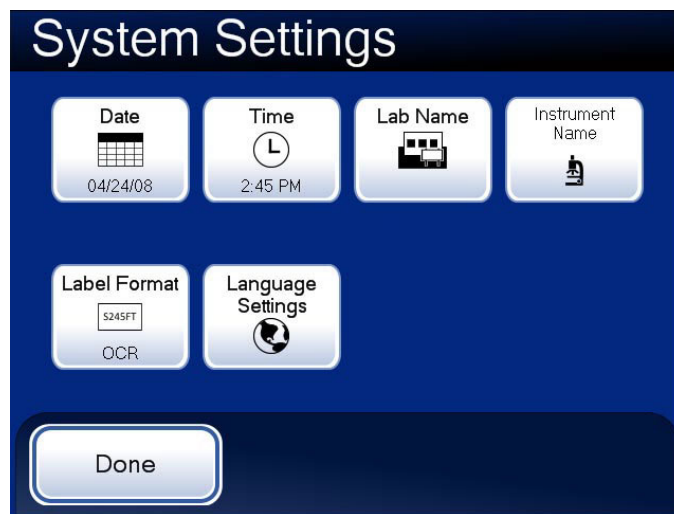 System Settings
Date
04/24/08
Time
2:45 PM
Lab Name
Instrument
Name
Label Format
S245FT
OCR
Language
Settings
Done